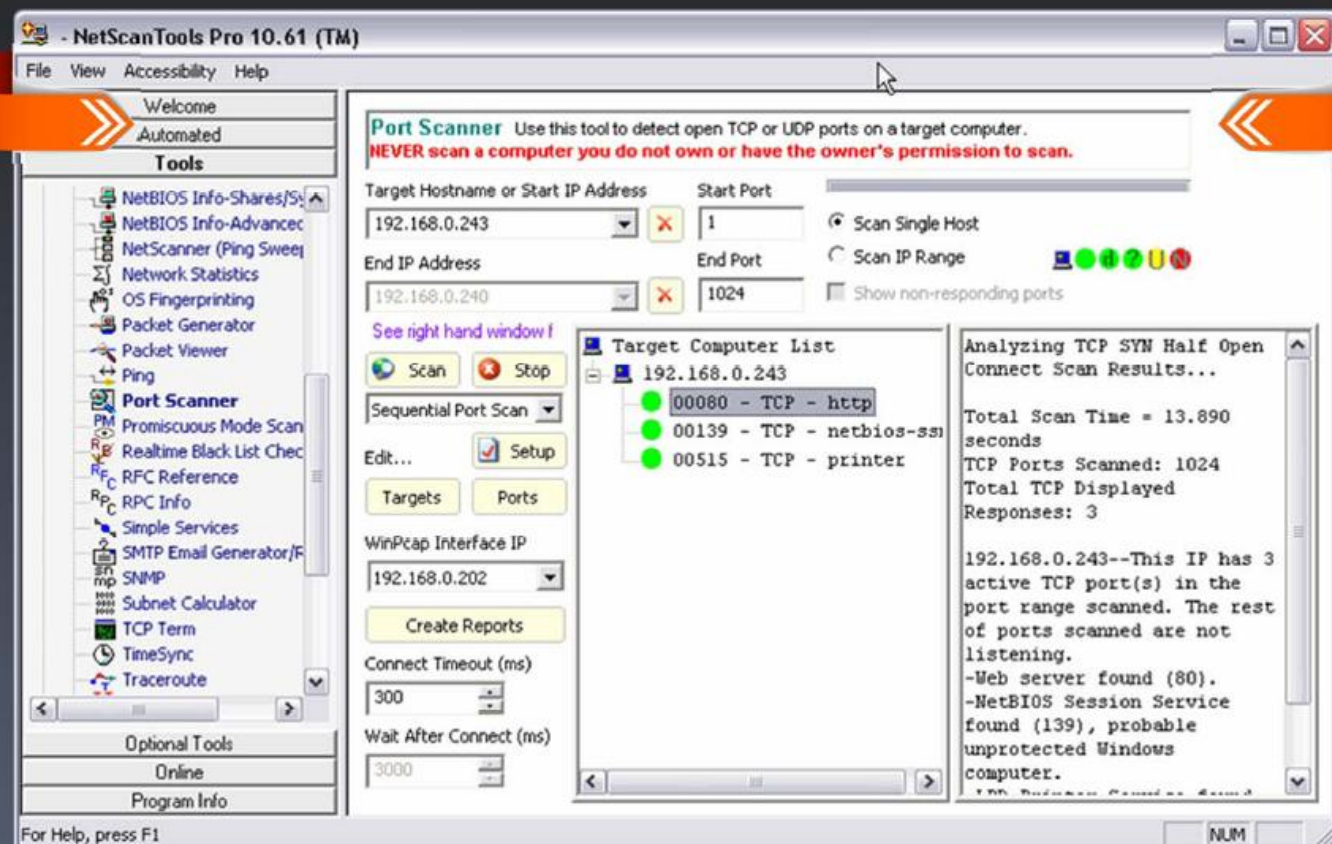 - NetScanTools Pro 10.61 (TM)
File View Accessibility Help
Welcome
Automated
Tools
NetBIOS Info-Shares/Sy
NetBIOS Info-Advanced
NetScanner (Ping Sweep
Network Statistics
OS Fingerprinting
Packet Generator
Packet Viewer
Ping
Port Scanner
Promiscuous Mode Scan
Realtime Black List Chec
RFC Reference
RPC Info
Simple Services
SMTP Email Generator/R
SNMP
Subnet Calculator
TCP Term
TimeSync
Traceroute
Optional Tools
Online
Program Info
Port Scanner Use this tool to detect open TCP or UDP ports on a target computer.
NEVER scan a computer you do not own or have the owner's permission to scan.
Target Hostname or Start IP Address
192.168.0.243
Start Port
1
Scan Single Host
Scan IP Range
End IP Address
192.168.0.240
End Port
1024
Show non-responding ports
d ? U N
See right hand window f
Scan Stop
Sequential Port Scan
Edit... Setup
Targets Ports
WinPcap Interface IP
192.168.0.202
Create Reports
Connect Timeout (ms)
300
Wait After Connect (ms)
3000
Target Computer List
192.168.0.243
00080 - TCP - http
00139 - TCP - netbios-ssn
00515 - TCP - printer
Analyzing TCP SYN Half Open
Connect Scan Results...
Total Scan Time = 13.890
seconds
TCP Ports Scanned: 1024
Total TCP Displayed
Responses: 3
192.168.0.243--This IP has 3
active TCP port(s) in the
port range scanned. The rest
of ports scanned are not
listening.
-Web server found (80).
-NetBIOS Session Service
found (139), probable
unprotected Windows
computer.
For Help, press F1
NUM